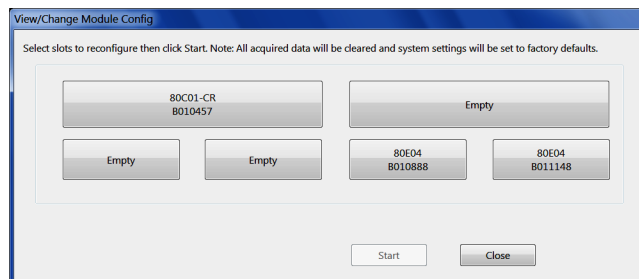 View/Change Module Config
Select slots to reconfigure then click Start. Note: All acquired data will be cleared and system settings will be set to factory defaults.
80C01-CR
B010457
Empty
Empty
Empty
80E04
B010888
80E04
B011148
Start
Close